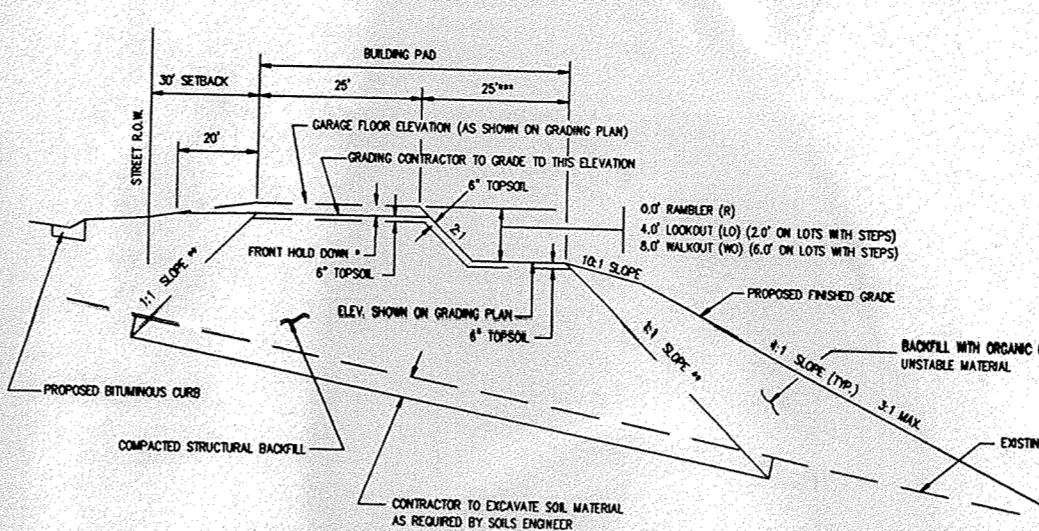 BUILDING PAD
30' SETBACK
25'
25'***
STREET R.O.W.
GARAGE FLOOR ELEVATION (AS SHOWN ON GRADING PLAN)
20'
GRADING CONTRACTOR TO GRADE TO THIS ELEVATION
6" TOPSOIL
0.0' RAMBLER (R)
4.0' LOOKOUT (LO) (2.0' ON LOTS WITH STEPS)
8.0' WALKOUT (WO) (6.0' ON LOTS WITH STEPS)
2:1
FRONT HOLD DOWN *
6" TOPSOIL
10:1 SLOPE
1:1 SLOPE **
PROPOSED FINISHED GRADE
ELEV. SHOWN ON GRADING PLAN
6" TOPSOIL
SLOPE **
4:1 SLOPE (TYP.)
BACKFILL WITH ORGANIC
UNSTABLE MATERIAL
3:1 MAX.
PROPOSED BITUMINOUS CURB
COMPACTED STRUCTURAL BACKFILL
EXISTIN
CONTRACTOR TO EXCAVATE SOIL MATERIAL
AS REQUIRED BY SOILS ENGINEER